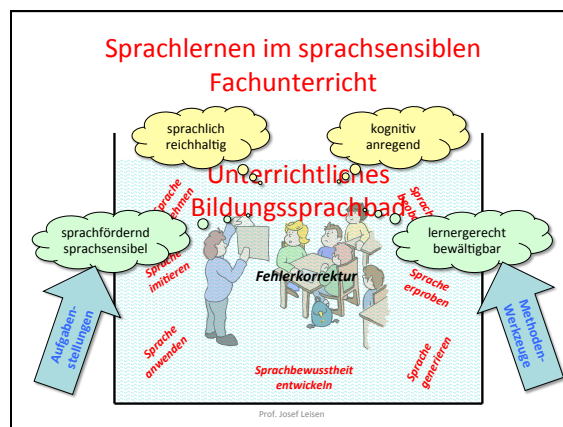 Sprachlernen im sprachsensiblen
Fachunterricht
sprachlich
reichhaltig
kognitiv
anregend
Unterrichtliches
Bildungssprachbad
Sprache
sprachfördernd
sprachsensibel
lernergerecht
bewältigbar
Sprache
imitieren
Fehlerkorrektur
Sprache
erproben
Aufgaben-
stellungen
Methoden-
Werkzeuge
Sprache
anwenden
Sprachbewusstheit
entwickeln
Sprache
generieren
Prof. Josef Leisen